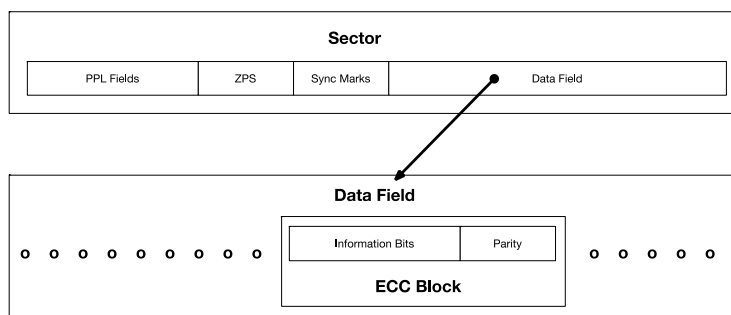 Sector
PPL Fields ZPS Sync Marks Data Field
Data Field
o o o o o o o o o Information Bits Parity o o o o o
ECC Block